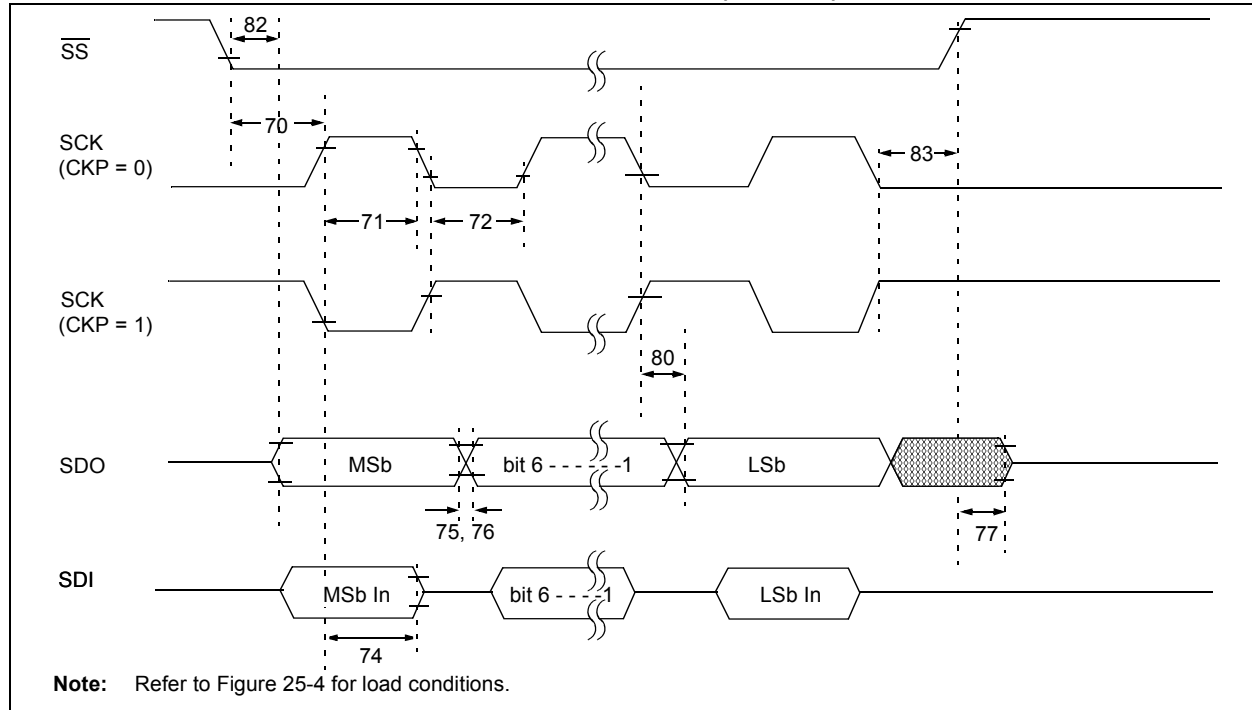 82
SS
70
SCK
(CKP = 0)
83
71
72
SCK
(CKP = 1)
80
SDO
MSb
bit 6 - - - - - -1
LSb
75, 76
77
SDI
MSb In
bit 6 - - - -1
LSb In
74
Note: Refer to Figure 25-4 for load conditions.